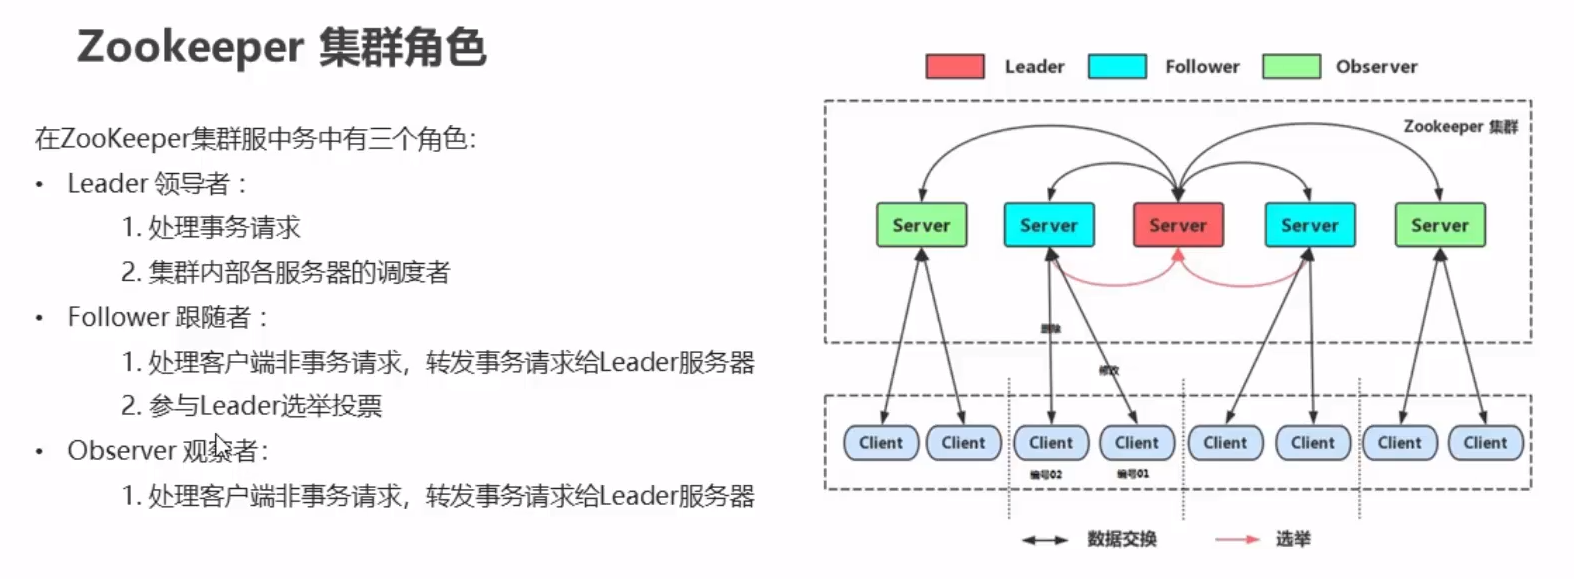 Zookeeper 集群角色
在ZooKeeper集群服中务中有三个角色：
• Leader 领导者：
1. 处理事务请求
2. 集群内部各服务器的调度者
• Follower 跟随者：
1. 处理客户端非事务请求，转发事务请求给Leader服务器
2. 参与Leader选举投票
• Observer 观察者：
1. 处理客户端非事务请求，转发事务请求给Leader服务器
Leader Follower Observer
Zookeeper 集群
Server Server Server Server Server
删除
修改
Client Client Client Client Client Client Client Client
编号02 编号01
数据交换 选举